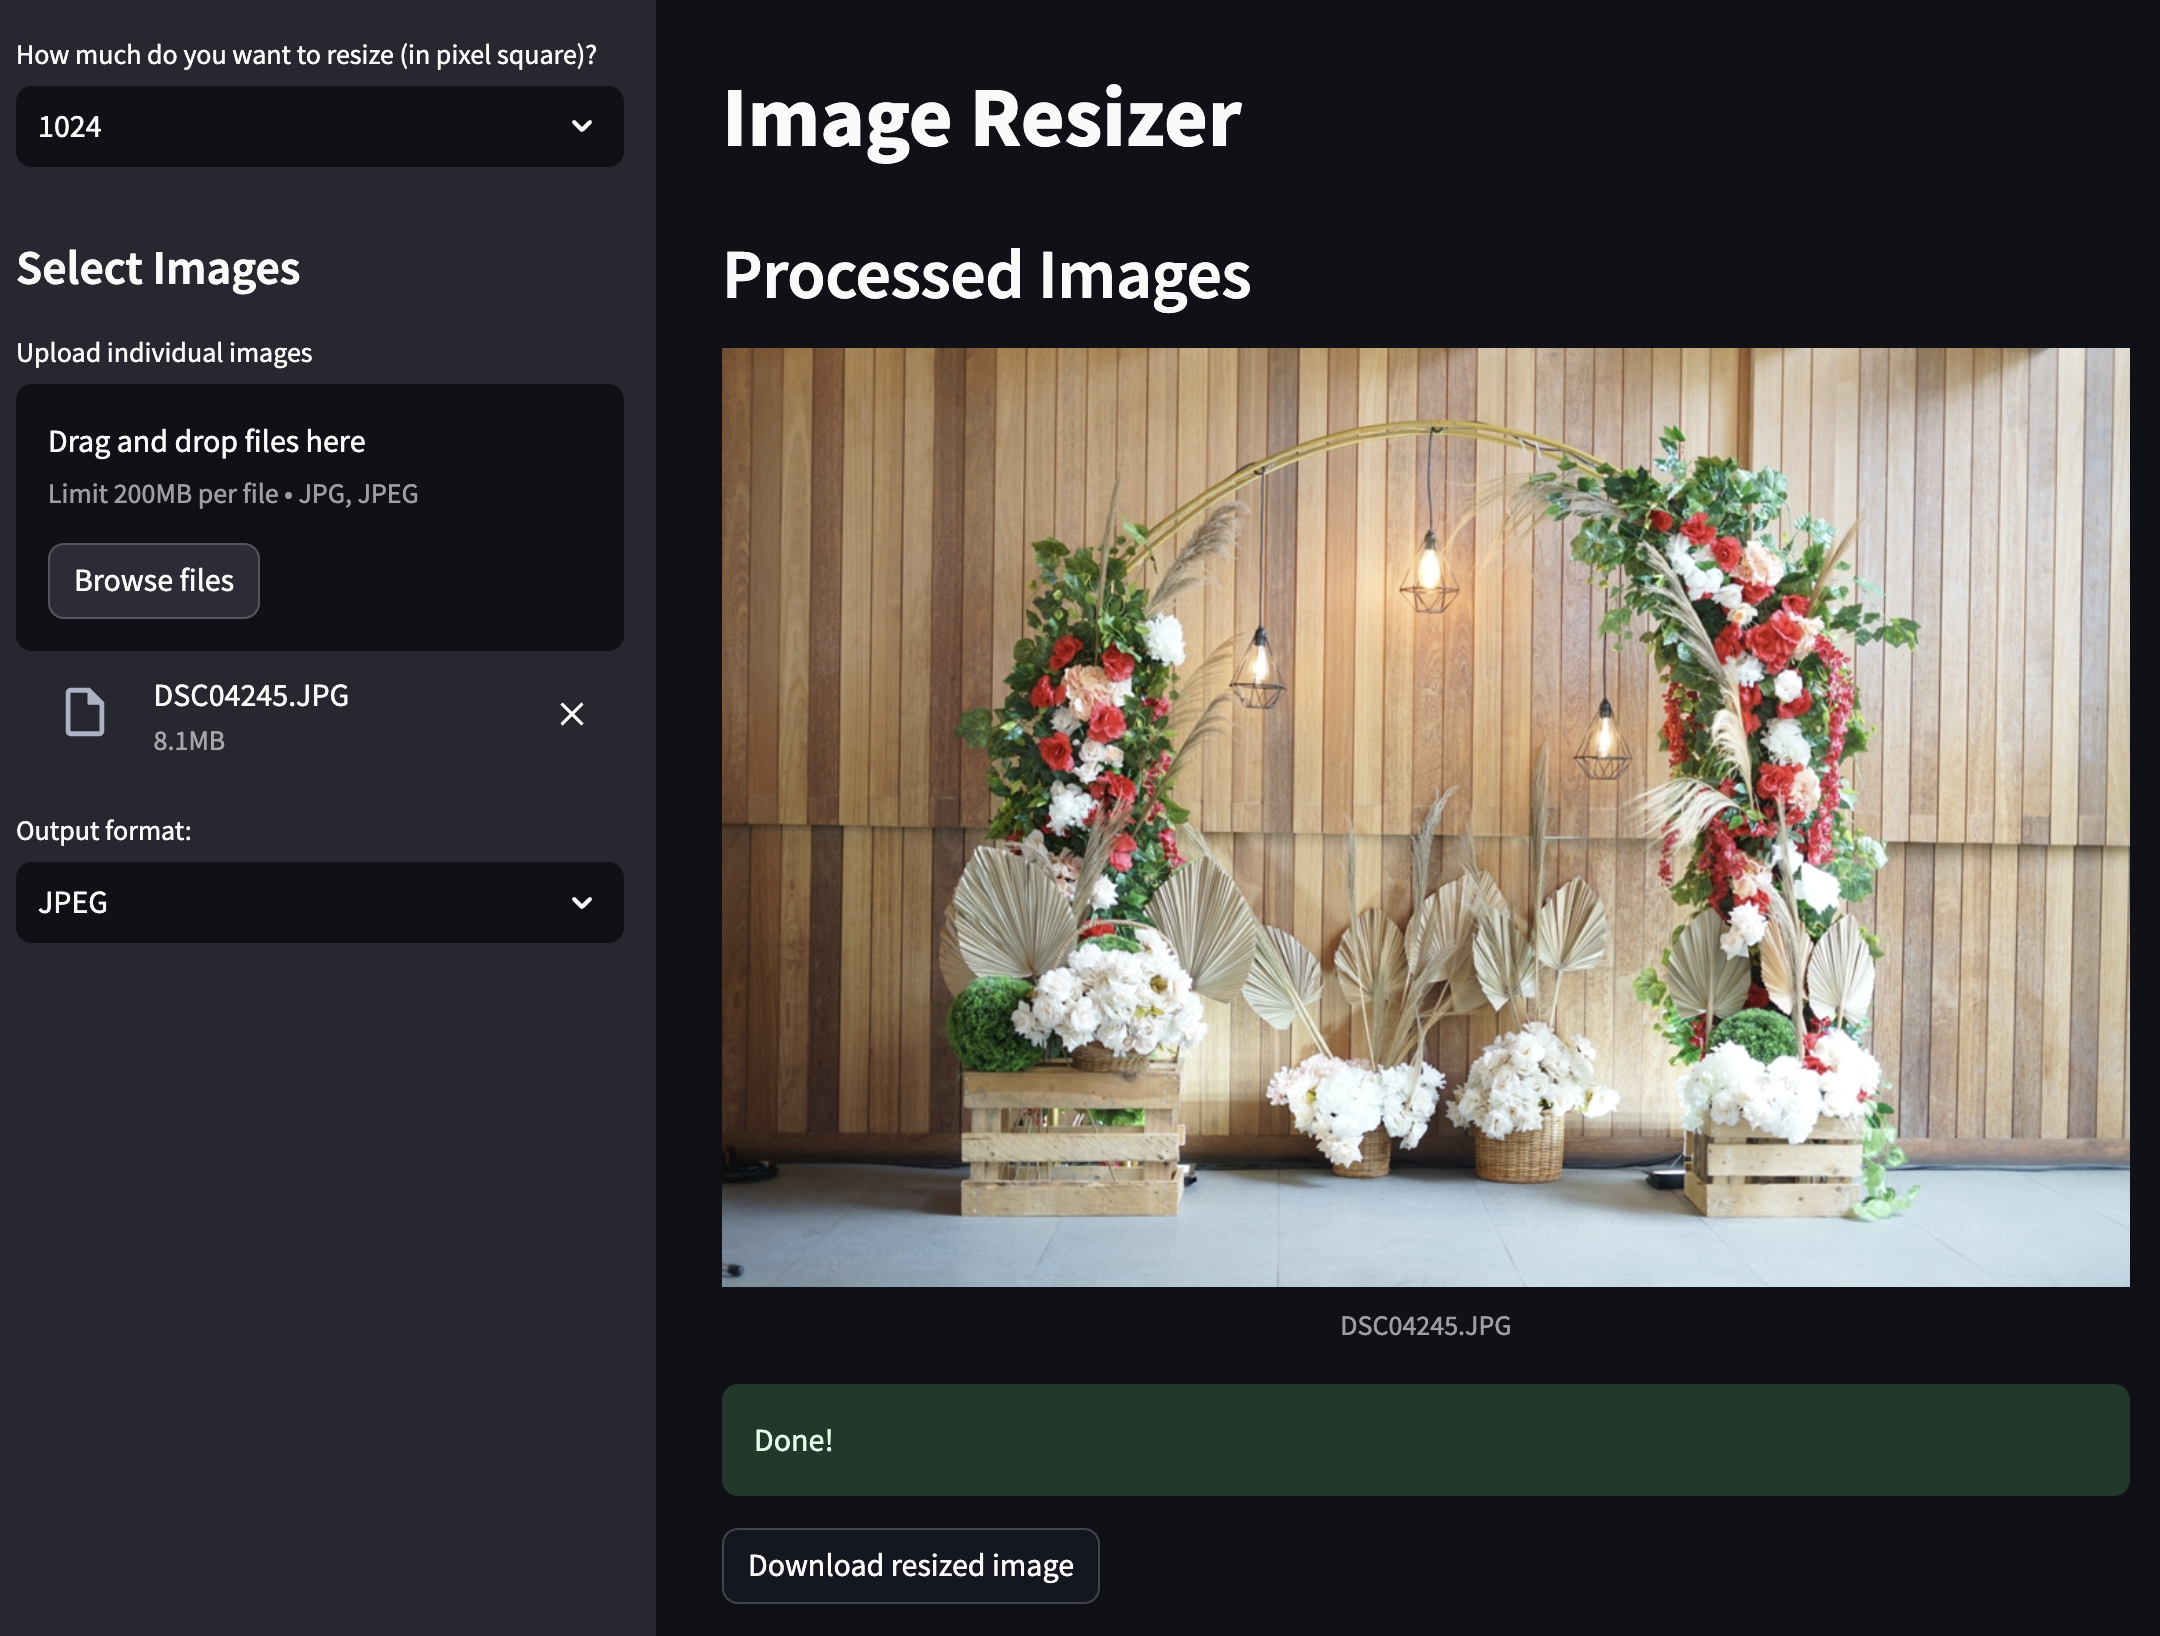 How much do you want to resize (in pixel square)?
1024
Select Images
Upload individual images
Drag and drop files here
Limit 200MB per file • JPG, JPEG
Browse files
DSC04245.JPG
8.1MB
Output format:
JPEG
Image Resizer
Processed Images
DSC04245.JPG
Done!
Download resized image